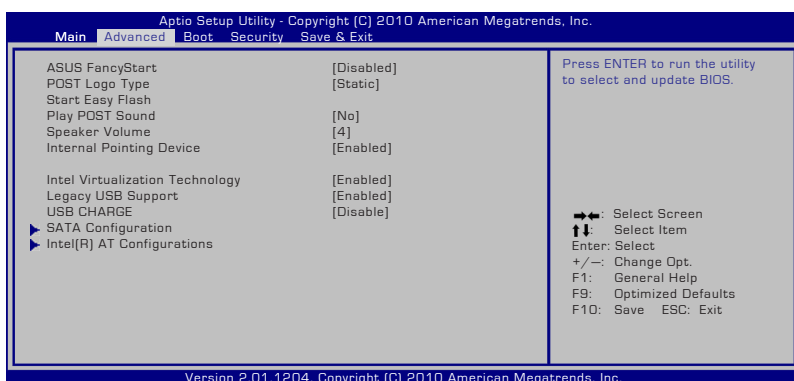 Aptio Setup Utility - Copyright (C) 2010 American Megatrends, Inc.
Main Advanced Boot Security Save & Exit
ASUS FancyStart [Disabled]
POST Logo Type [Static]
Start Easy Flash
Play POST Sound [No]
Speaker Volume [4]
Internal Pointing Device [Enabled]
Intel Virtualization Technology [Enabled]
Legacy USB Support [Enabled]
USB CHARGE [Disable]
SATA Configuration
Intel(R) AT Configurations
Press ENTER to run the utility
to select and update BIOS.
→←: Select Screen
↑↓: Select Item
Enter: Select
+/—: Change Opt.
F1: General Help
F9: Optimized Defaults
F10: Save ESC: Exit
Version 2.01.1204. Copyright (C) 2010 American Megatrends, Inc.